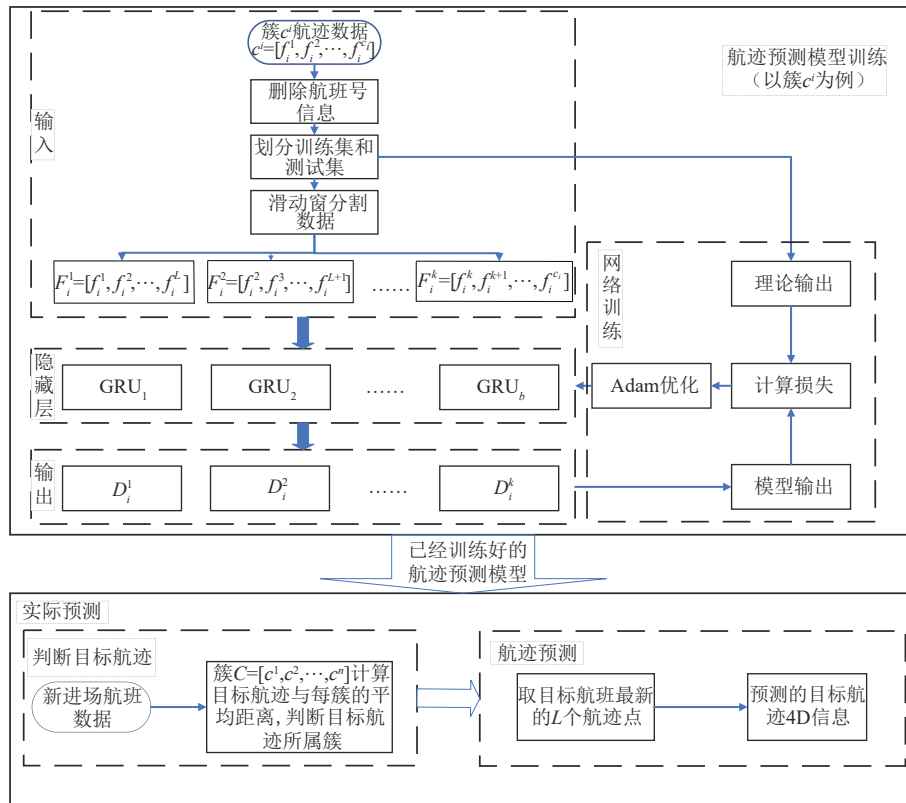 簇cⁱ航迹数据
cⁱ=[f_i^1, f_i^2, ⋯, f_i^{c_i}]
航迹预测模型训练
（以簇cⁱ为例）
输入
删除航班号
信息
划分训练集和
测试集
滑动窗分割
数据
F_i^1=[f_i^1, f_i^2, ⋯, f_i^L]
F_i^2=[f_i^2, f_i^3, ⋯, f_i^{L+1}]
……
F_i^k=[f_i^k, f_i^{k+1}, ⋯, f_i^{c_i}]
网络训练
理论输出
隐藏层
GRU₁
GRU₂
……
GRU_b
Adam优化
计算损失
输出
D_i^1
D_i^2
……
D_i^k
模型输出
已经训练好的
航迹预测模型
实际预测
判断目标航迹
新进场航班
数据
簇C=[c¹,c²,⋯,cⁿ]计算
目标航迹与每簇的平
均距离,判断目标航
迹所属簇
航迹预测
取目标航班最新
的L个航迹点
预测的目标航
迹4D信息